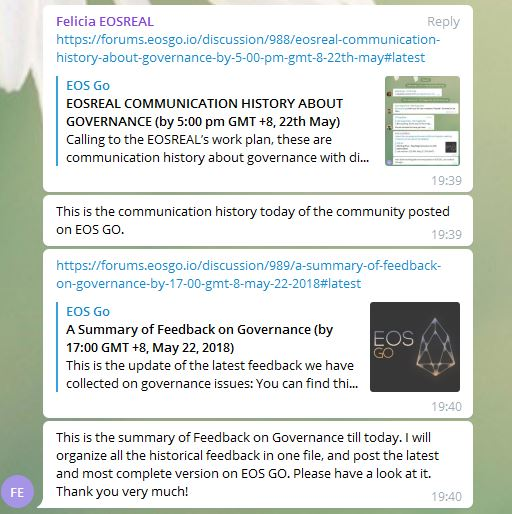 Felicia EOSREAL
Reply
https://forums.eosgo.io/discussion/988/eosreal-communication-
history-about-governance-by-5-00-pm-gmt-8-22th-may#latest
EOS Go
EOSREAL COMMUNICATION HISTORY ABOUT
GOVERNANCE (by 5:00 pm GMT +8, 22th May)
Calling to the EOSREAL’s work plan, these are
communication history about governance with di...
19:39
This is the communication history today of the community posted
on EOS GO.
19:39
https://forums.eosgo.io/discussion/989/a-summary-of-feedback-
on-governance-by-17-00-gmt-8-may-22-2018#latest
EOS Go
A Summary of Feedback on Governance (by
17:00 GMT +8, May 22, 2018)
This is the update of the latest feedback we have
collected on governance issues: You can find thi...
EOS
GO
19:40
This is the summary of Feedback on Governance till today. I will
organize all the historical feedback in one file, and post the latest
and most complete version on EOS GO. Please have a look at it.
Thank you very much!
19:40
FE